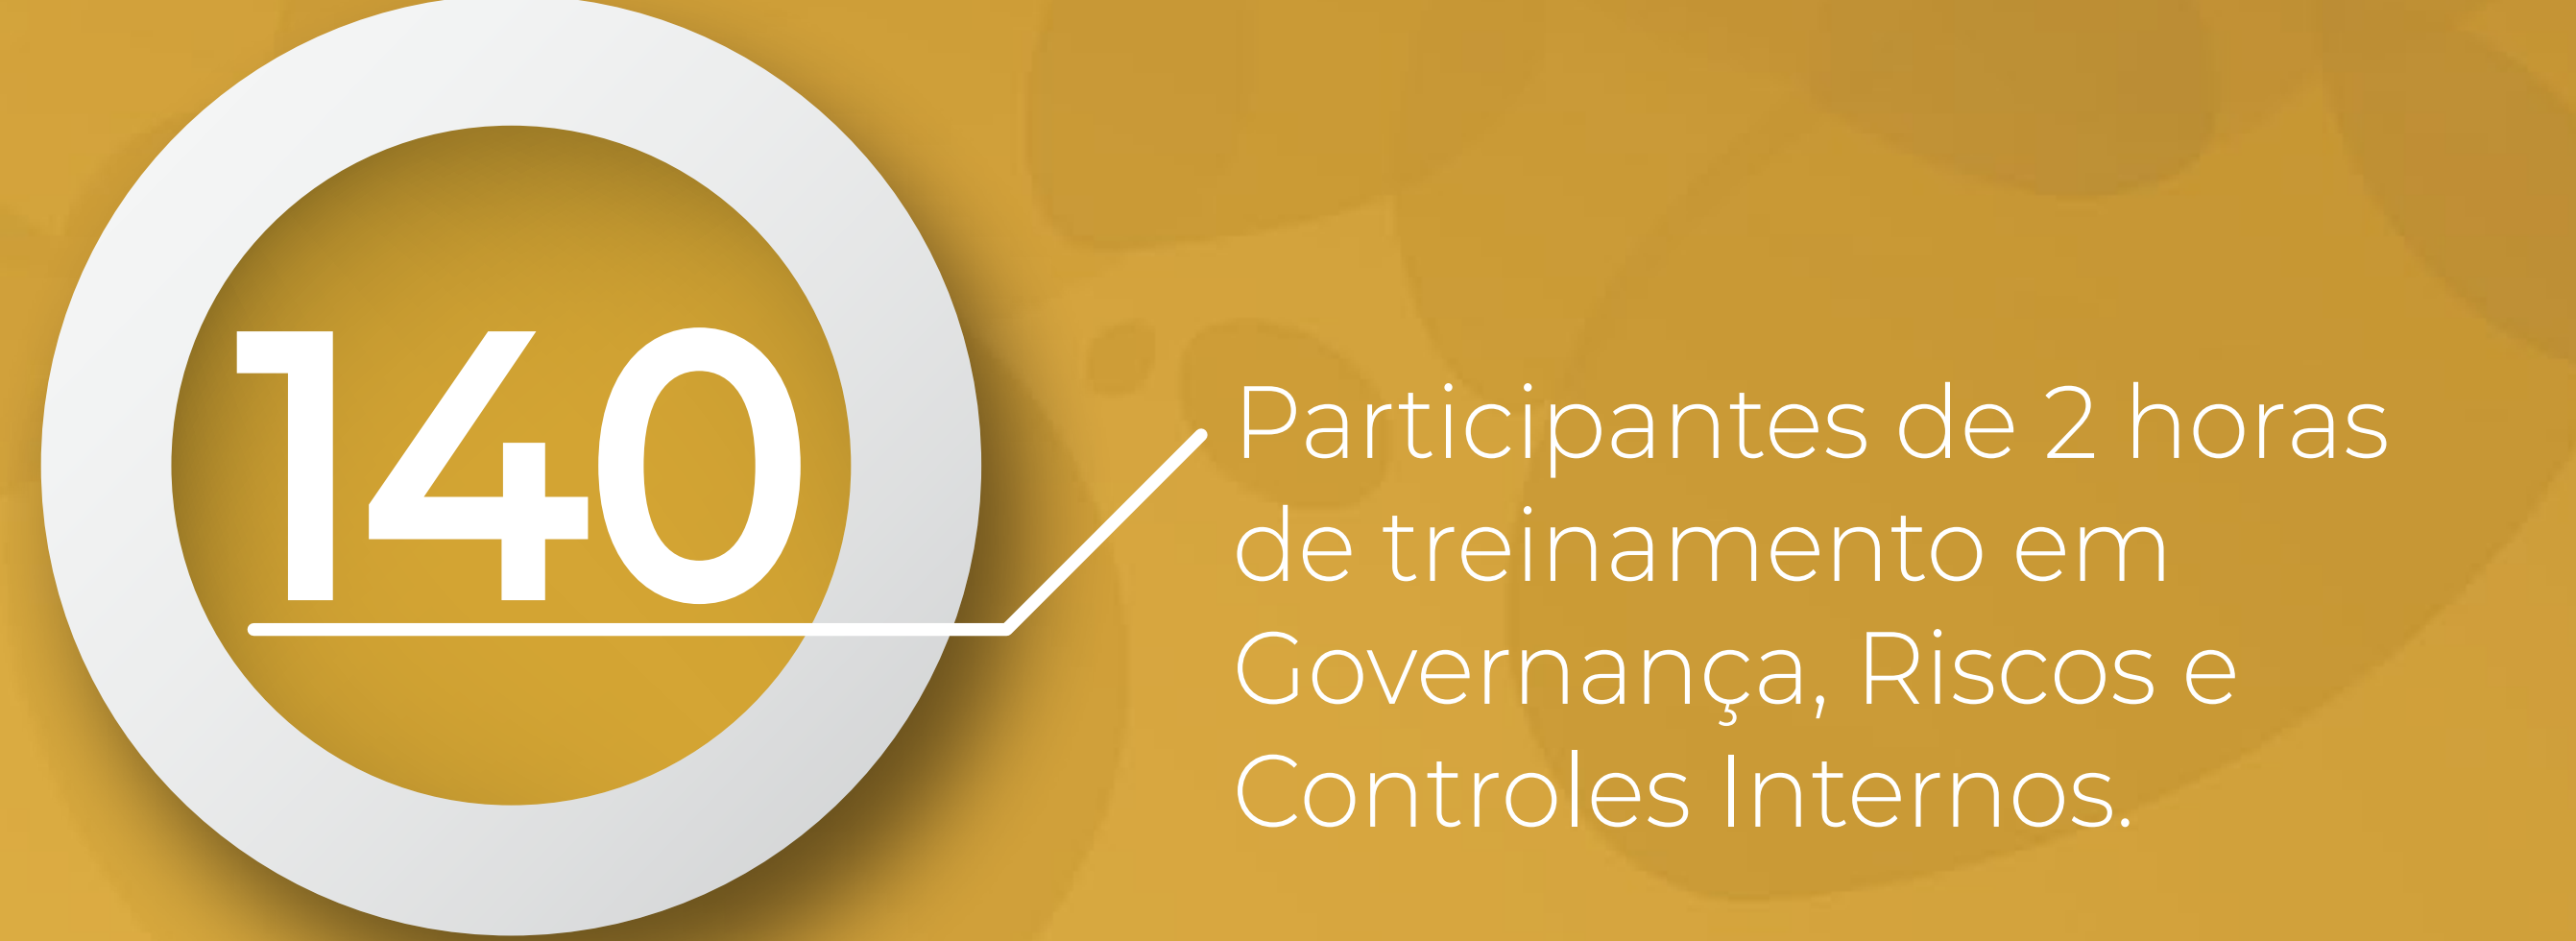 140
Participantes de 2 horas
de treinamento em
Governança, Riscos e
Controles Internos.